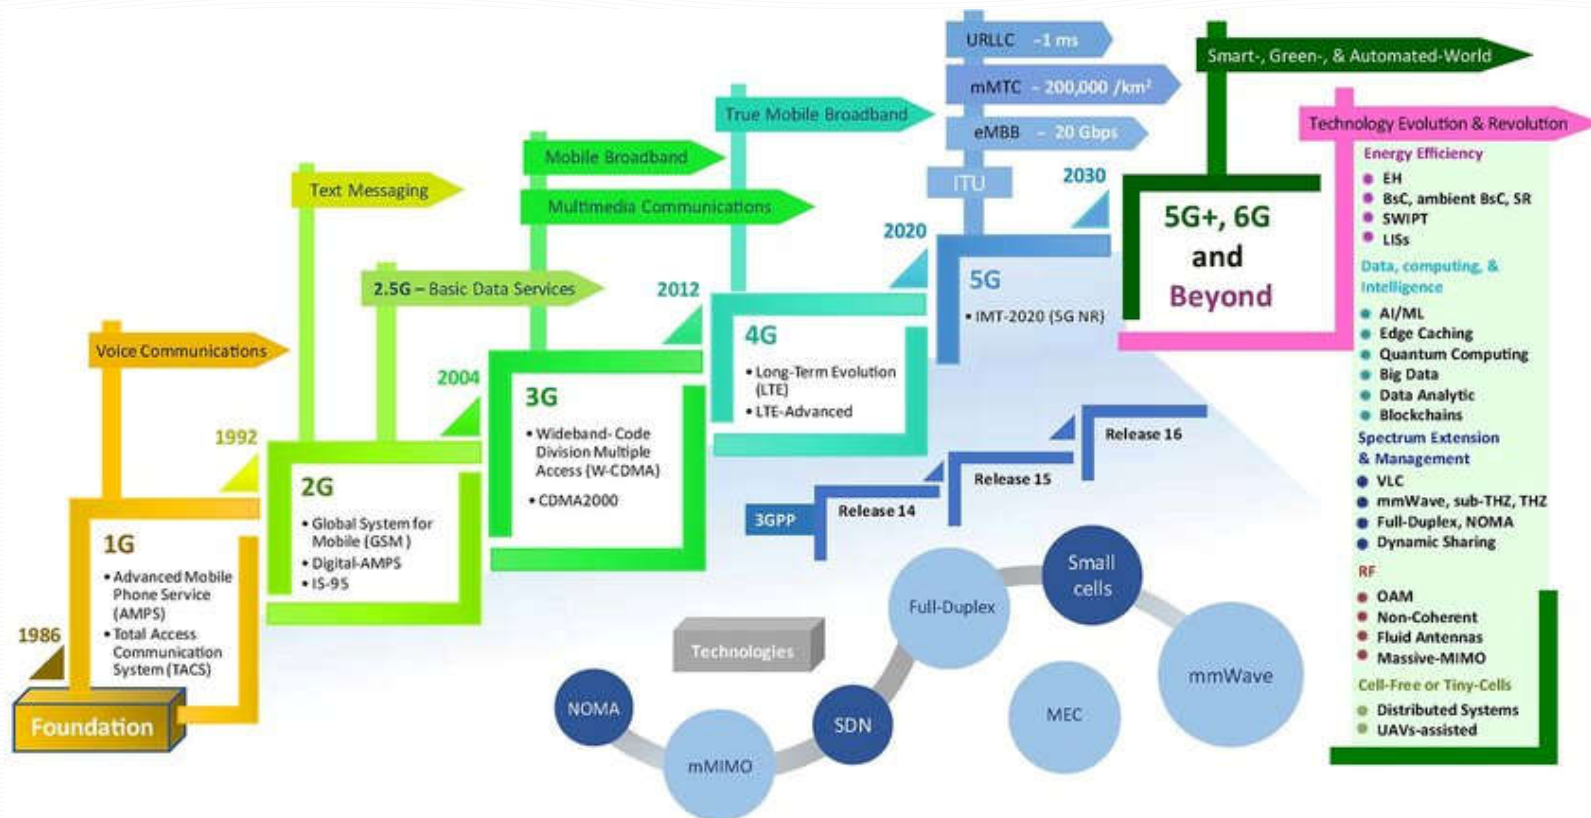 1986
Foundation
1G
• Advanced Mobile
Phone Service
(AMPS)
• Total Access
Communication
System (TACS)
Voice Communications
1992
2G
• Global System for
Mobile (GSM )
• Digital-AMPS
• IS-95
Text Messaging
2.5G – Basic Data Services
2004
3G
• Wideband- Code
Division Multiple
Access (W-CDMA)
• CDMA2000
Mobile Broadband
Multimedia Communications
2012
4G
• Long-Term Evolution
(LTE)
• LTE-Advanced
True Mobile Broadband
2020
5G
• IMT-2020 (5G NR)
ITU
URLLC ~1 ms
mMTC ~ 200,000 /km²
eMBB ~ 20 Gbps
2030
5G+, 6G
and
Beyond
Smart-, Green-, & Automated-World
Technology Evolution & Revolution
Energy Efficiency
• EH
• BsC, ambient BsC, SR
• SWIPT
• LISs
Data, computing, &
Intelligence
• AI/ML
• Edge Caching
• Quantum Computing
• Big Data
• Data Analytic
• Blockchains
Spectrum Extension
& Management
• VLC
• mmWave, sub-THZ, THZ
• Full-Duplex, NOMA
• Dynamic Sharing
RF
• OAM
• Non-Coherent
• Fluid Antennas
• Massive-MIMO
Cell-Free or Tiny-Cells
• Distributed Systems
• UAVs-assisted
3GPP
Release 14
Release 15
Release 16
Technologies
NOMA
mMIMO
SDN
Full-Duplex
Small
cells
MEC
mmWave